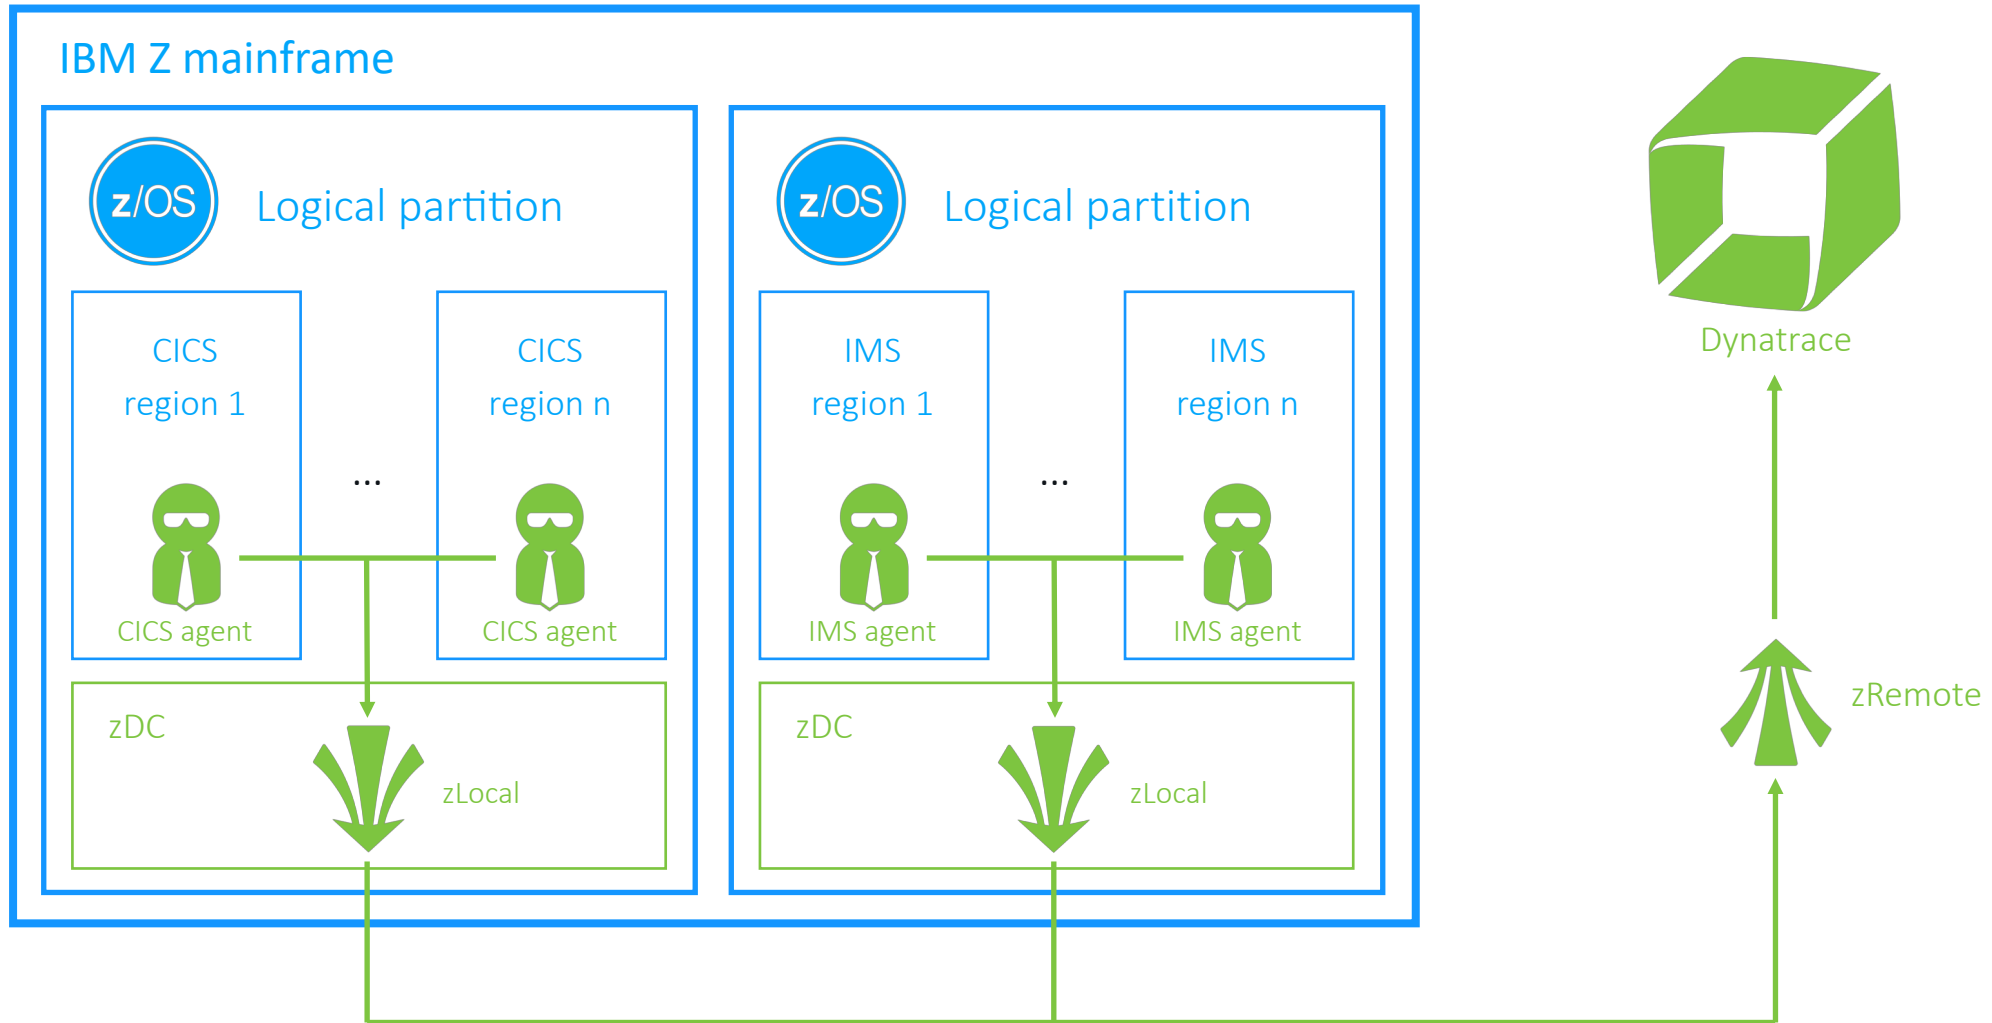 IBM Z mainframe
z/OS
Logical partition
CICS
region 1
...
CICS
region n
CICS agent
CICS agent
zDC
zLocal
z/OS
Logical partition
IMS
region 1
...
IMS
region n
IMS agent
IMS agent
zDC
zLocal
Dynatrace
zRemote